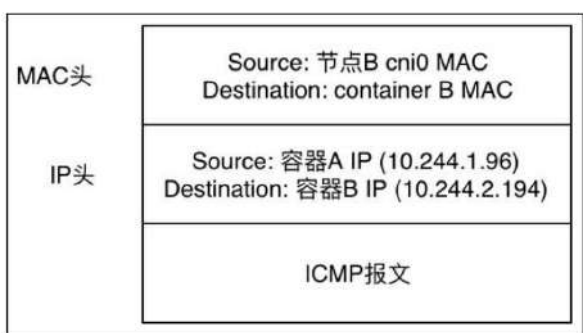 MAC头
Source: 节点B cni0 MAC
Destination: container B MAC
IP头
Source: 容器A IP (10.244.1.96)
Destination: 容器B IP (10.244.2.194)
ICMP报文